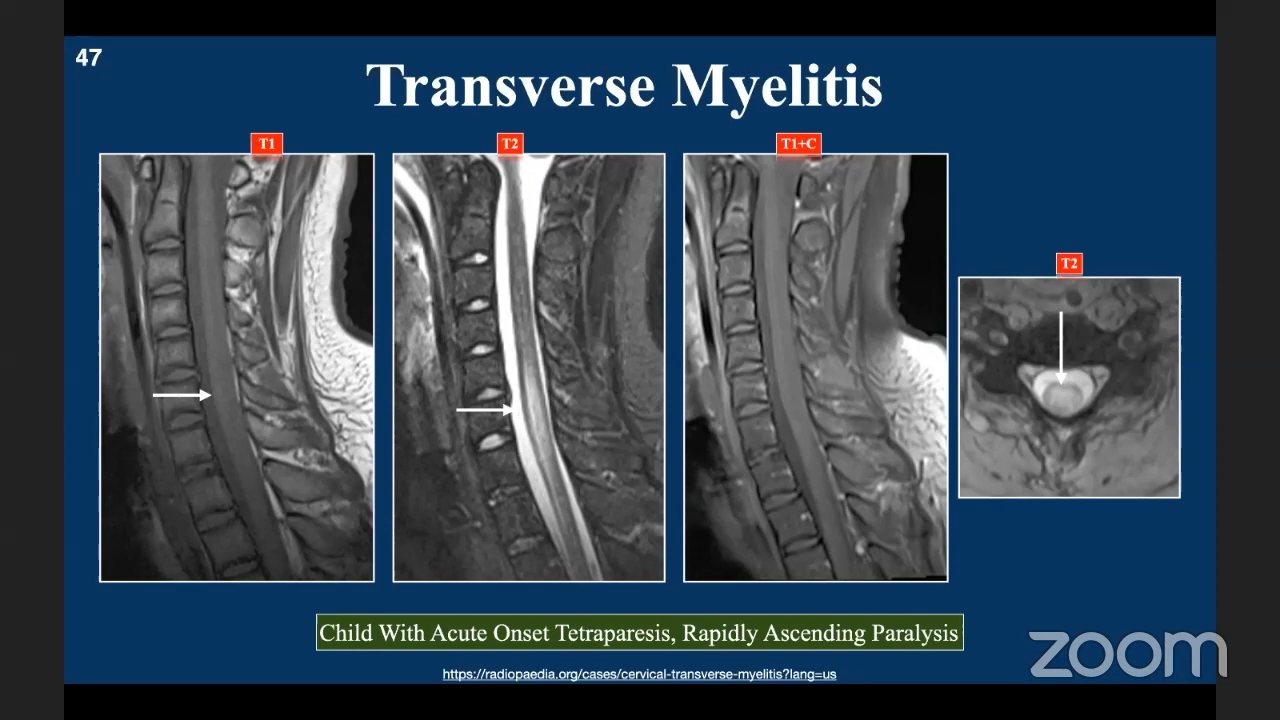 47
Transverse Myelitis
T1
T2
T1+C
T2
Child With Acute Onset Tetraparesis, Rapidly Ascending Paralysis
https://radiopaedia.org/cases/cervical-transverse-myelitis?lang=us
zoom